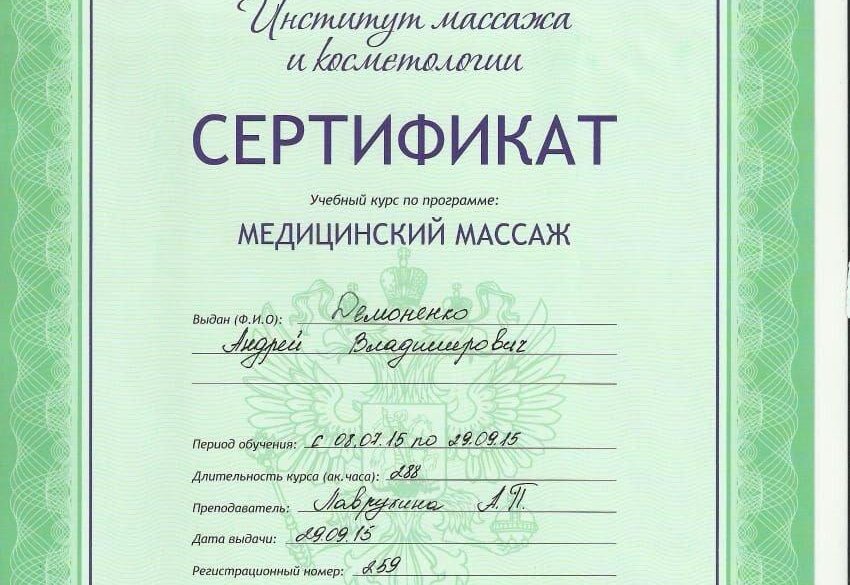 Институт массажа
и косметологии
СЕРТИФИКАТ
Учебный курс по программе:
МЕДИЦИНСКИЙ МАССАЖ
Выдан (Ф.И.О): Демоненко
Андрей Владимирович
Период обучения: с 08.07.15 по 29.09.15
Длительность курса (ак.часа): 288
Преподаватель: Лаврухина А.П.
Дата выдачи: 29.09.15
Регистрационный номер: 259